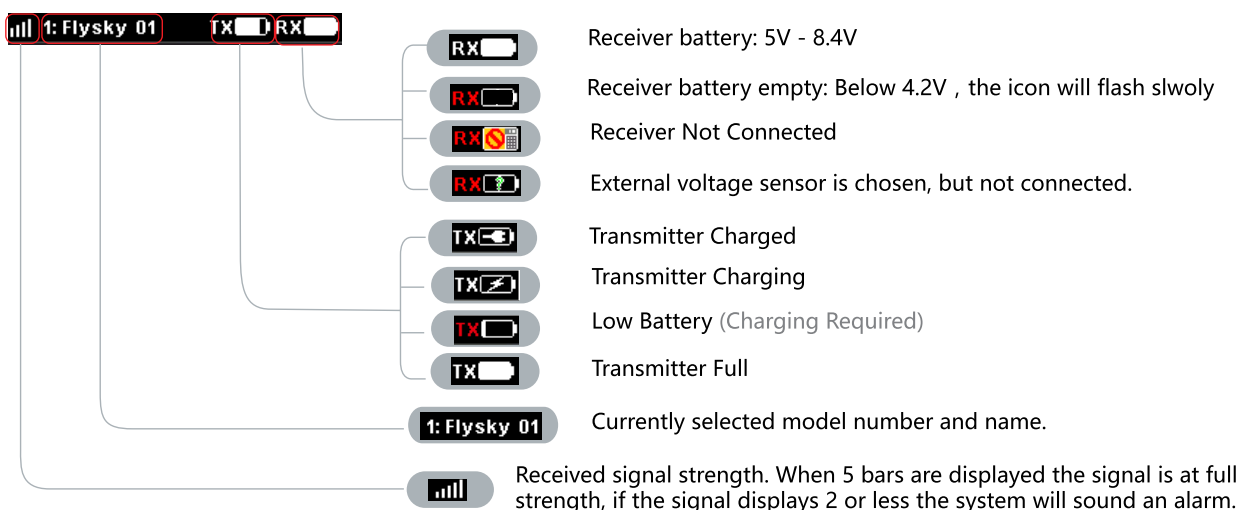 1: Flysky 01 TX RX
RX Receiver battery: 5V - 8.4V
RX Receiver battery empty: Below 4.2V , the icon will flash slwoly
RX Receiver Not Connected
RX ? External voltage sensor is chosen, but not connected.
TX Transmitter Charged
TX Transmitter Charging
TX Low Battery (Charging Required)
TX Transmitter Full
1: Flysky 01 Currently selected model number and name.
Received signal strength. When 5 bars are displayed the signal is at full
strength, if the signal displays 2 or less the system will sound an alarm.